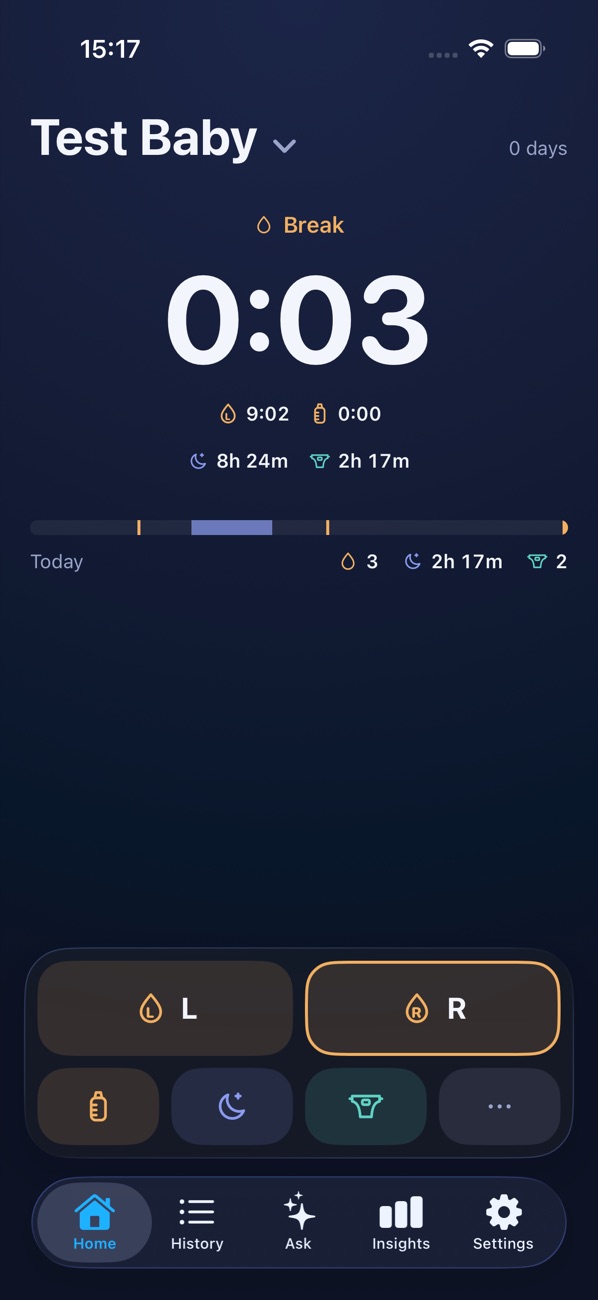 15:17
Test Baby
0 days
Break
0:03
L 9:02 0:00
8h 24m 2h 17m
Today 3 2h 17m 2
L L R R
...
Home History Ask Insights Settings